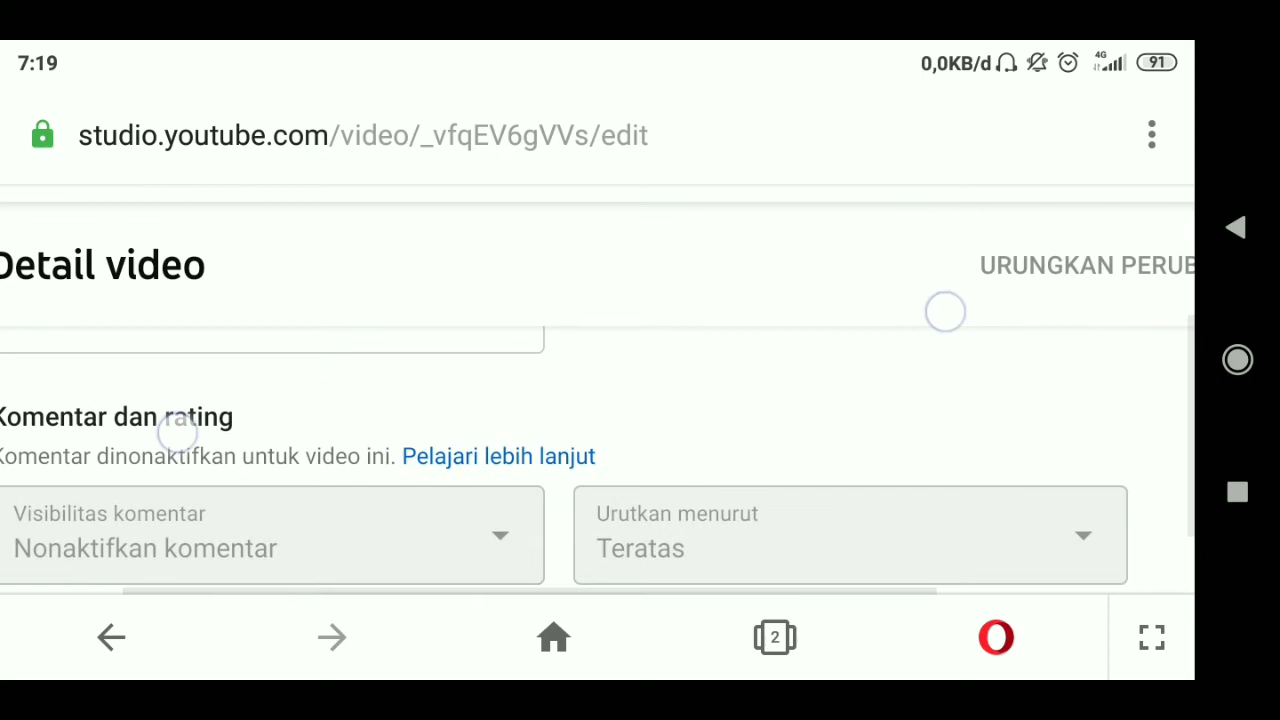 7:19
0,0KB/d
4G
91
studio.youtube.com/video/_vfqEV6gVVs/edit
Detail video
URUNGKAN PERUB
Komentar dan rating
Komentar dinonaktifkan untuk video ini. Pelajari lebih lanjut
Visibilitas komentar
Nonaktifkan komentar
Urutkan menurut
Teratas
2